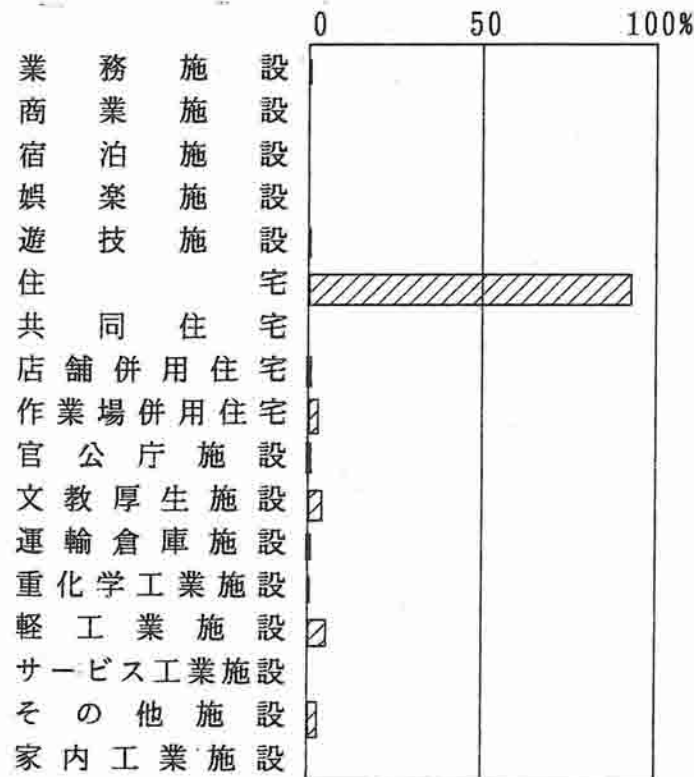 0 50 100%
業務施設
商業施設
宿泊施設
娯楽施設
遊技施設
住宅
共同住宅
店舗併用住宅
作業場併用住宅
官公庁施設
文教厚生施設
運輸倉庫施設
重化学工業施設
軽工業施設
サービス工業施設
その他施設
家内工業施設